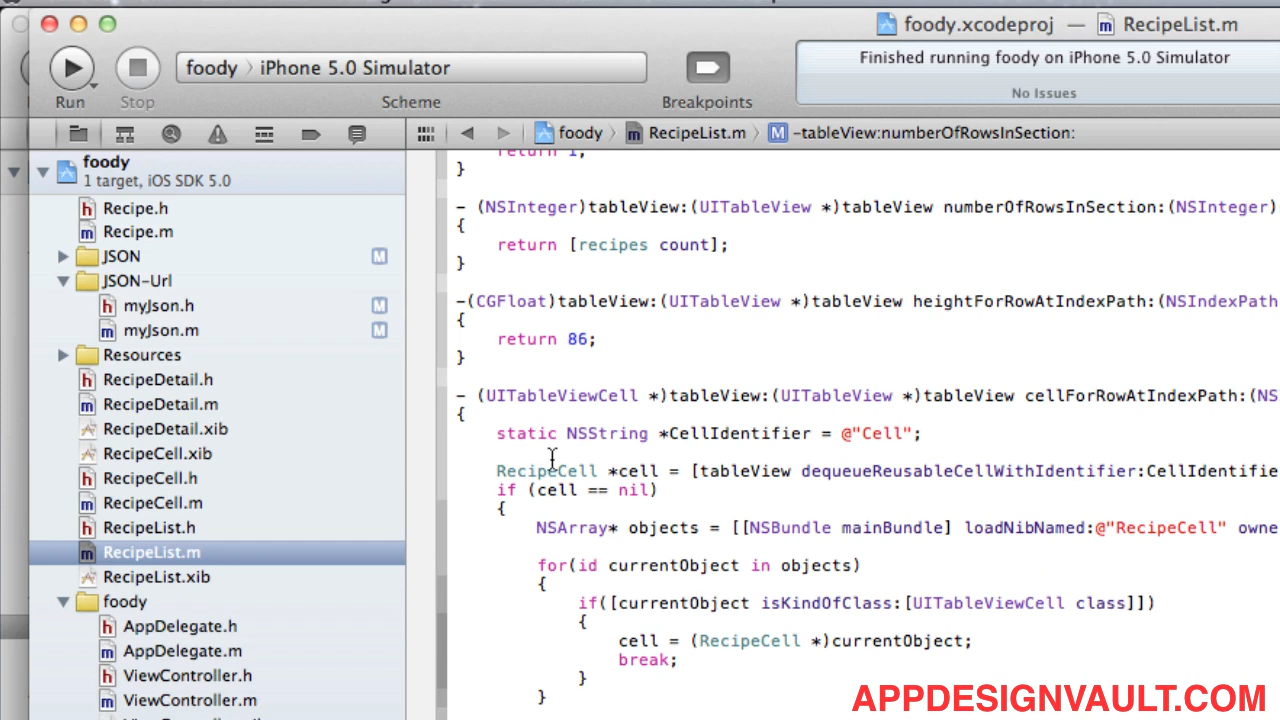 foody.xcodeproj — RecipeList.m
foody 〉 iPhone 5.0 Simulator
Finished running foody on iPhone 5.0 Simulator
No Issues
Run Stop Scheme Breakpoints
foody 〉 RecipeList.m 〉 M -tableView:numberOfRowsInSection:
foody
1 target, iOS SDK 5.0
Recipe.h
Recipe.m
JSON M
JSON-Url
myJson.h M
myJson.m M
Resources
RecipeDetail.h
RecipeDetail.m
RecipeDetail.xib
RecipeCell.xib
RecipeCell.h
RecipeCell.m
RecipeList.h
RecipeList.m
RecipeList.xib
foody
AppDelegate.h
AppDelegate.m
ViewController.h
ViewController.m
return 1;
}
- (NSInteger)tableView:(UITableView *)tableView numberOfRowsInSection:(NSInteger)
{
return [recipes count];
}
-(CGFloat)tableView:(UITableView *)tableView heightForRowAtIndexPath:(NSIndexPath
{
return 86;
}
- (UITableViewCell *)tableView:(UITableView *)tableView cellForRowAtIndexPath:(NS
{
static NSString *CellIdentifier = @"Cell";
RecipeCell *cell = [tableView dequeueReusableCellWithIdentifier:CellIdentifie
if (cell == nil)
{
NSArray* objects = [[NSBundle mainBundle] loadNibNamed:@"RecipeCell" owne
for(id currentObject in objects)
{
if([currentObject isKindOfClass:[UITableViewCell class]])
{
cell = (RecipeCell *)currentObject;
break;
}
}
APPDESIGNVAULT.COM